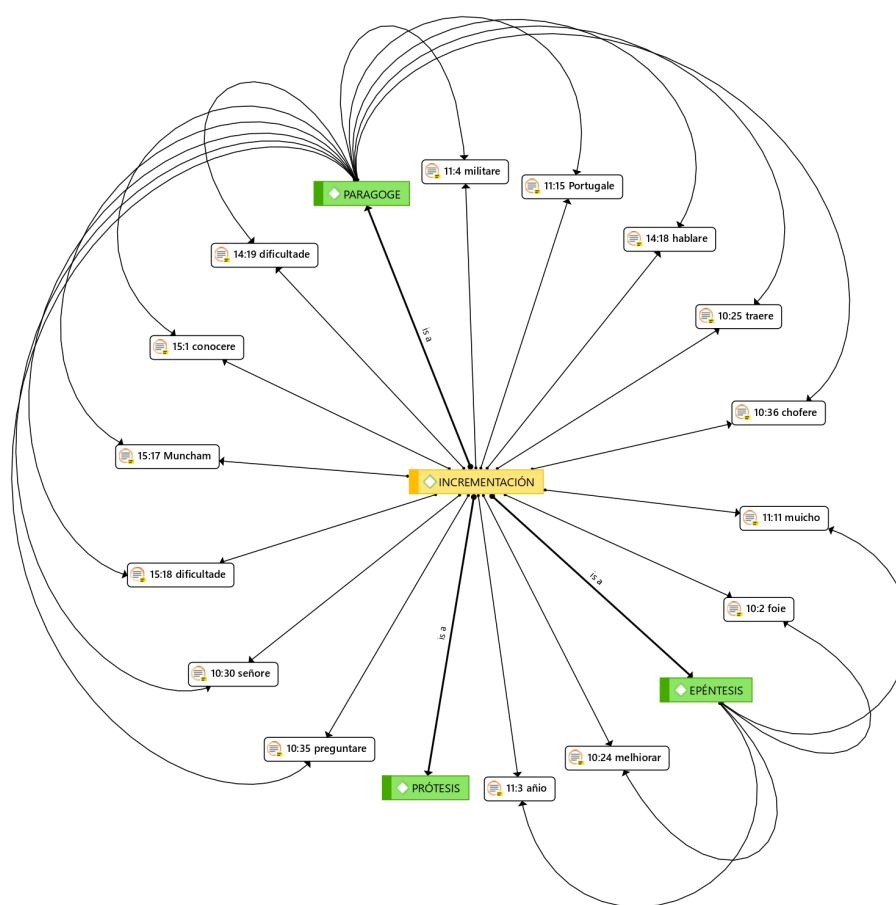 11:4 militare
11:15 Portugale
PARAGOGE
14:18 hablare
14:19 dificultade
10:25 traere
is a
15:1 conocere
10:36 chofere
15:17 Muncham
INCREMENTACIÓN
11:11 muicho
15:18 dificultade
is a
10:2 foie
is a
10:30 señore
EPÉNTESIS
10:35 preguntare
10:24 melhiorar
PRÓTESIS
11:3 añio